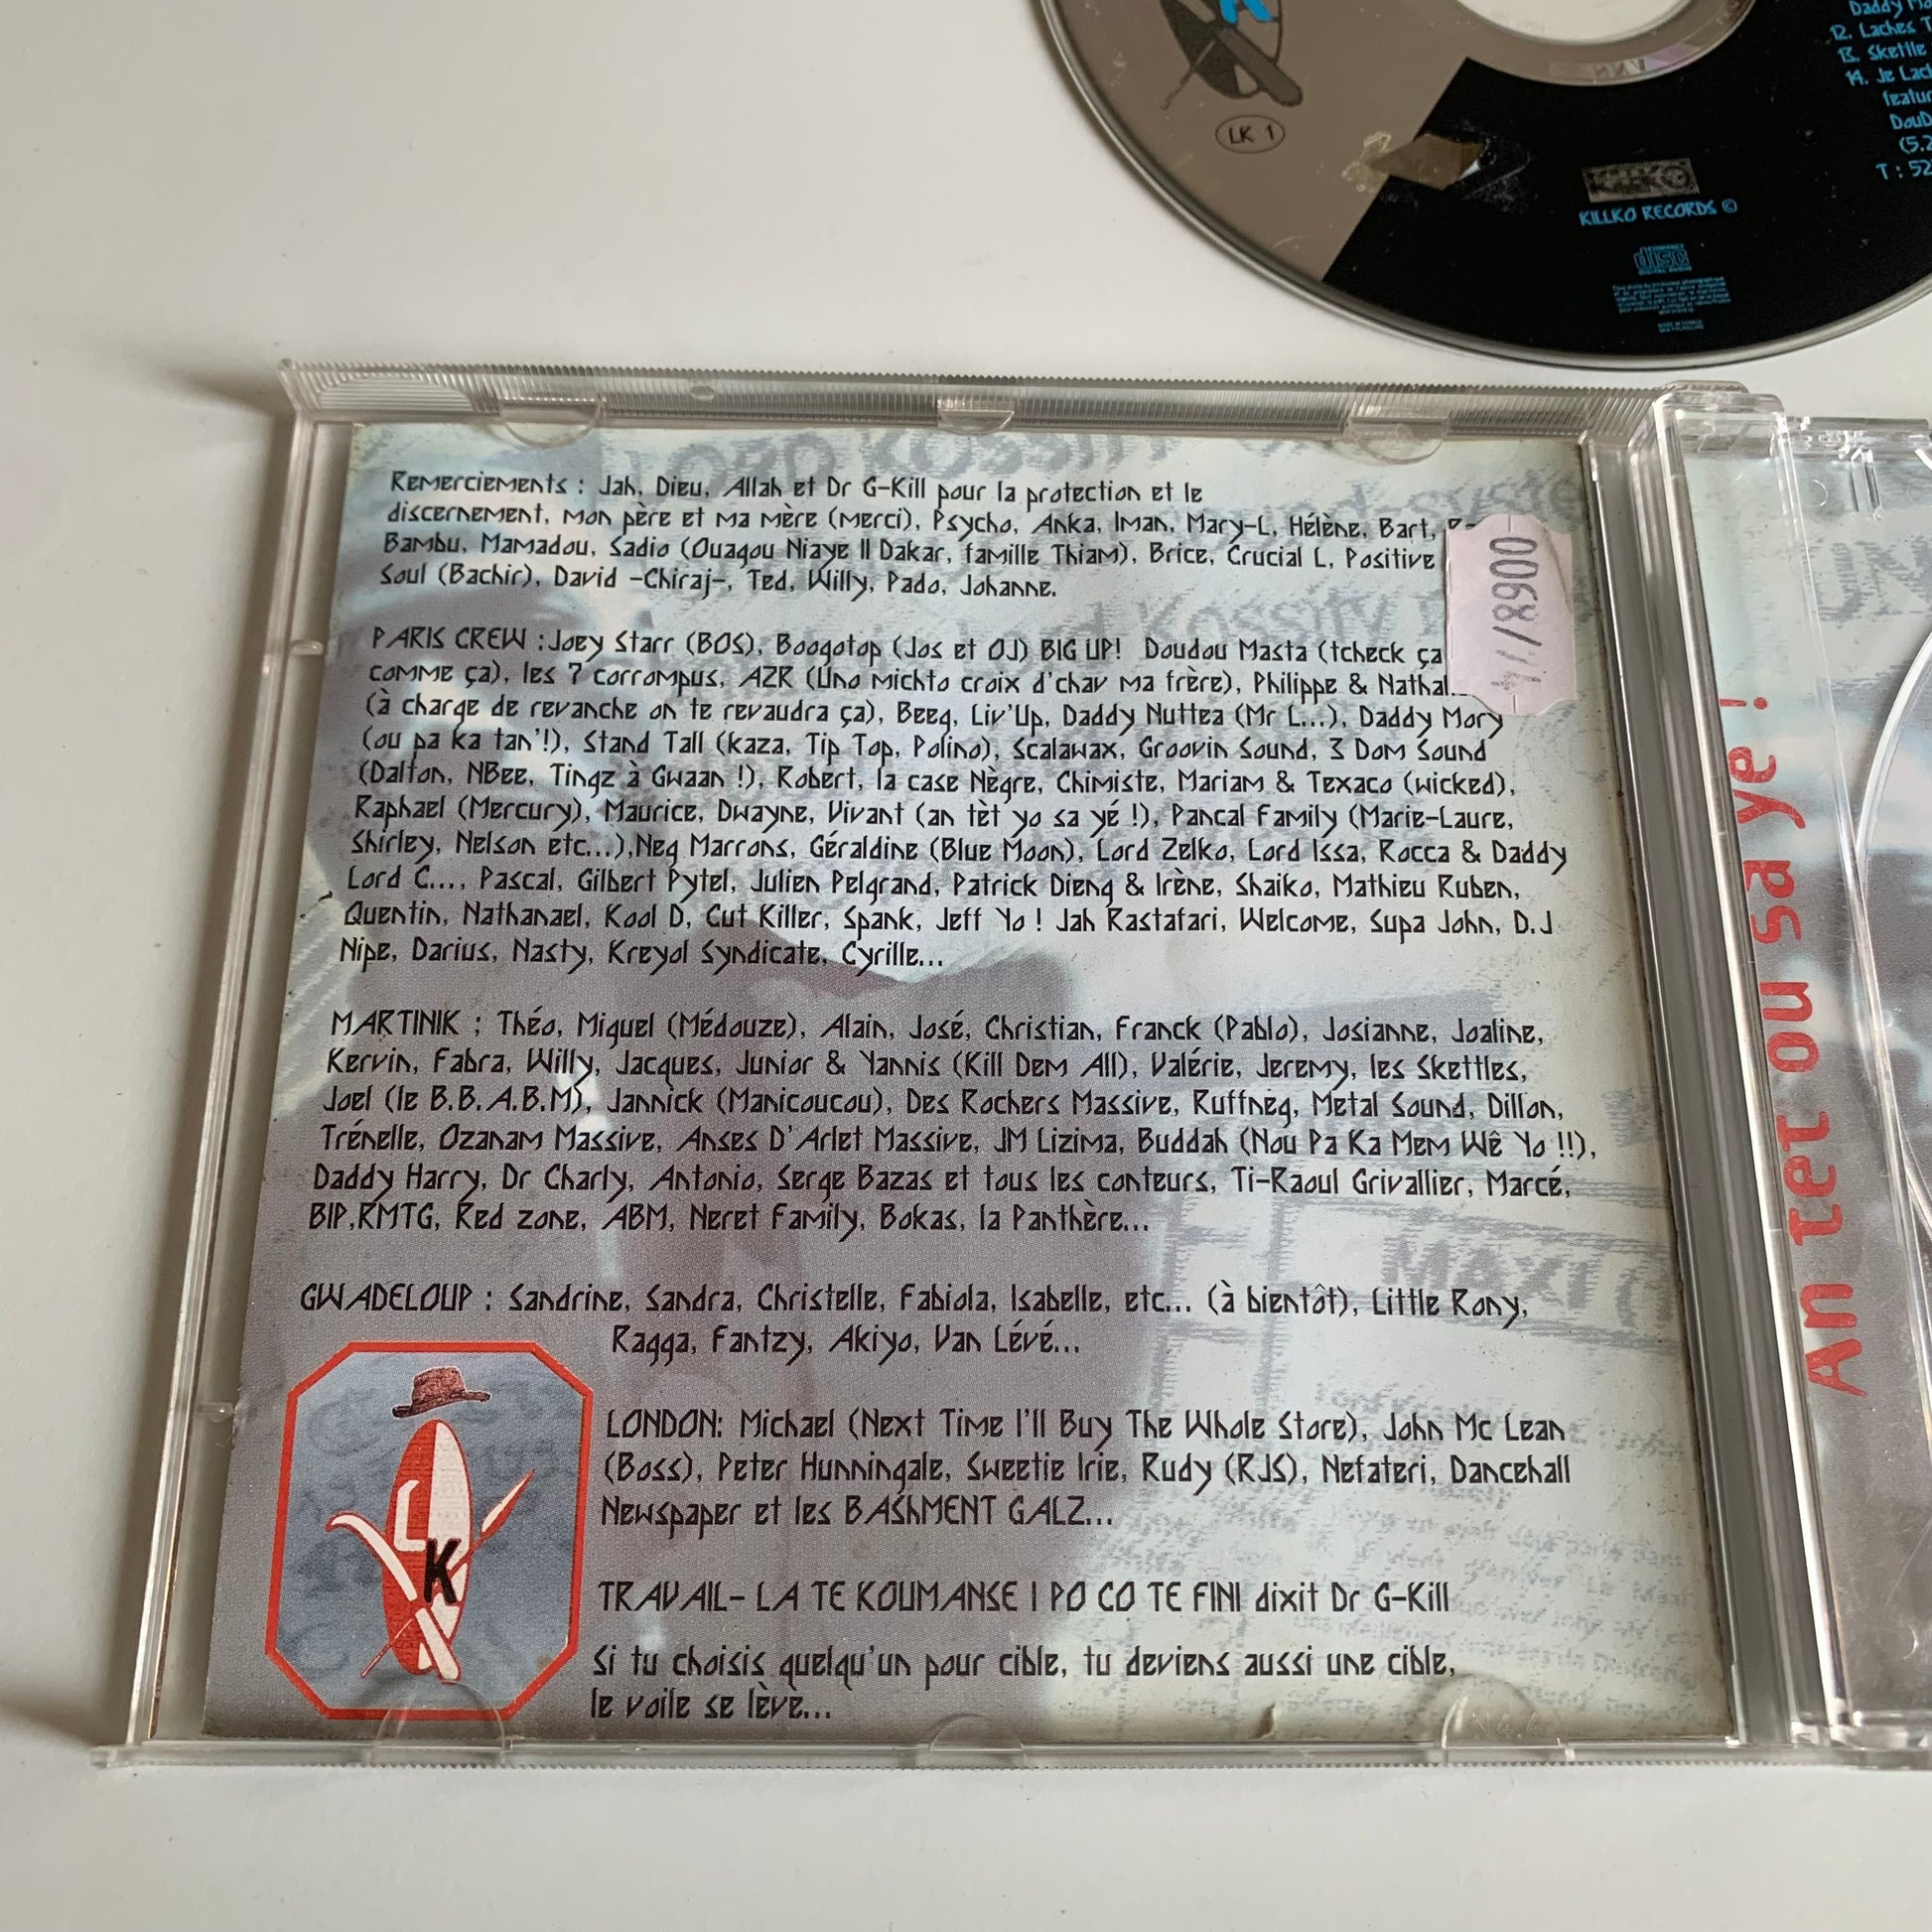 12. Laches
13. Skettle
14. Je
(5.2
T : 52
LK 1
KILLKO
KILLKO RECORDS ©
COMPACT
disc
DIGITAL AUDIO
Remerciements : Jah, Dieu, Allah et Dr G-Kill pour la protection et le
discernement, mon père et ma mère (merci), Psycho, Anka, Iman, Mary-L, Hélène, Bart,
Bambu, Mamadou, Sadio (Ouagou Niaye II Dakar, famille Thiam), Brice, Crucial L, Positive
Soul (Bachir), David -Chiraj-, Ted, Willy, Pado, Johanne.
PARIS CREW :Joey Starr (BOS), Boogotop (Jos et OJ) BIG UP! Doudou Masta (tcheck ça
comme ça), les 7 corrompus, AZR (Uno michto croix d'chav ma frère), Philippe &
(à charge de revanche on te revaudra ça), Beeg, Liv'Up, Daddy Nuttea (Mr L...), Daddy Mory
(ou pa ka tan'!), Stand Tall (kaza, Tip Top, Polino), Scalawax, Groovin Sound, 3 Dom Sound
(Dalton, NBee, Tingz à Gwaan !), Robert, la case Nègre, Chimiste, Mariam & Texaco (wicked),
Raphael (Mercury), Maurice, Dwayne, Vivant (an tèt yo sa yé !), Pancal Family (Marie-Laure,
Shirley, Nelson etc...),Neg Marrons, Géraldine (Blue Moon), Lord Zelko, Lord Issa, Rocca & Daddy
Lord C..., Pascal, Gilbert Pytel, Julien Pelgrand, Patrick Dieng & Irène, Shaiko, Mathieu Ruben,
Quentin, Nathanael, Kool D, Cut Killer, Spank, Jeff Yo ! Jah Rastafari, Welcome, Supa John, D.J
Nipe, Darius, Nasty, Kreyol Syndicate, Cyrille...
MARTINIK : Théo, Miguel (Médouze), Alain, José, Christian, Franck (Pablo), Josianne, Joaline,
Kervin, Fabra, Willy, Jacques, Junior & Yannis (Kill Dem All), Valérie, Jeremy, les Skettles,
Joel (le B.B.A.B.M), Jannick (Manicoucou), Des Rochers Massive, Ruffneg, Metal Sound, Dillon,
Trénelle, Ozanam Massive, Anses D'Arlet Massive, JM Lizima, Buddah (Nou Pa Ka Mem Wê Yo !!),
Daddy Harry, Dr Charly, Antonio, Serge Bazas et tous les conteurs, Ti-Raoul Grivallier, Marcé,
BIP,RMTG, Red zone, ABM, Neret Family, Bokas, la Panthère...
GWADELOUP : Sandrine, Sandra, Christelle, Fabiola, Isabelle, etc... (à bientôt), Little Rony,
Ragga, Fantzy, Akiyo, Van Lévé...
LONDON: Michael (Next Time I'll Buy The Whole Store), John Mc Lean
(Boss), Peter Hunningale, Sweetie Irie, Rudy (RJS), Nefateri, Dancehall
Newspaper et les BAShMENT GALZ...
TRAVAIL- LA TE KOUMANSE I PO CO TE FINI dixit Dr G-Kill
Si tu choisis quelqu'un pour cible, tu deviens aussi une cible,
le voile se lève...
LK
An tet ou sa ye !